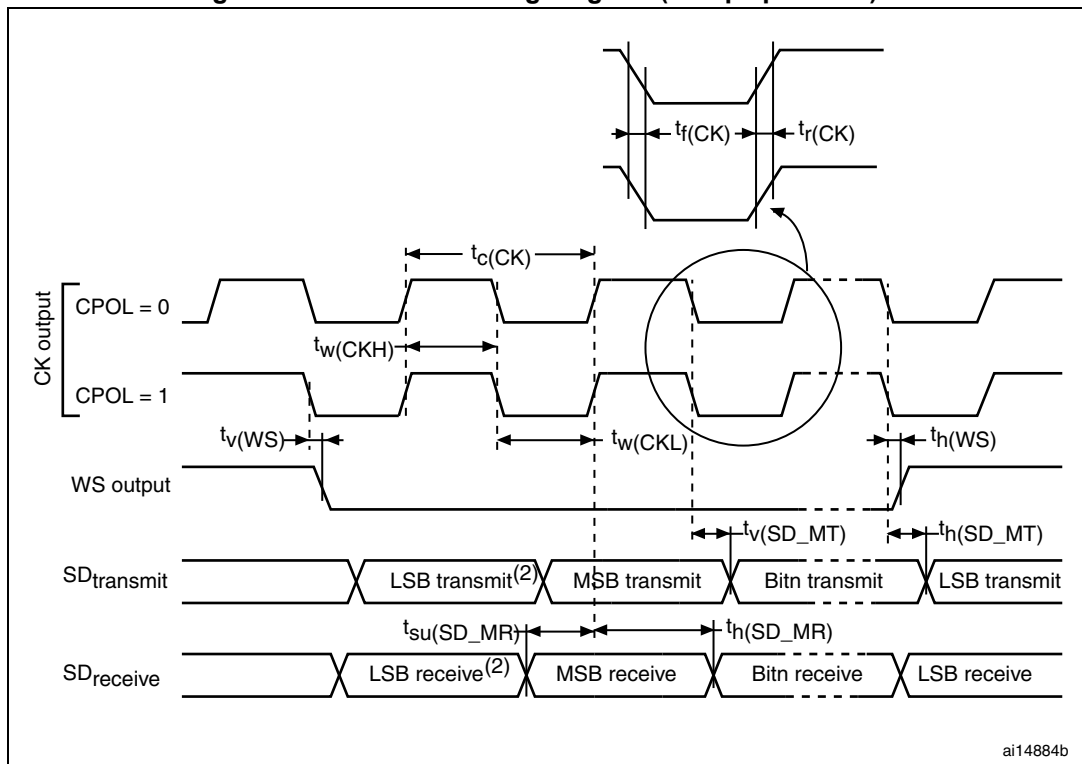 tf(CK)
tr(CK)
tc(CK)
CK output
CPOL = 0
tw(CKH)
CPOL = 1
tv(WS)
tw(CKL)
th(WS)
WS output
tv(SD_MT)
th(SD_MT)
SDtransmit
LSB transmit(2)
MSB transmit
Bitn transmit
LSB transmit
tsu(SD_MR)
th(SD_MR)
SDreceive
LSB receive(2)
MSB receive
Bitn receive
LSB receive
ai14884b